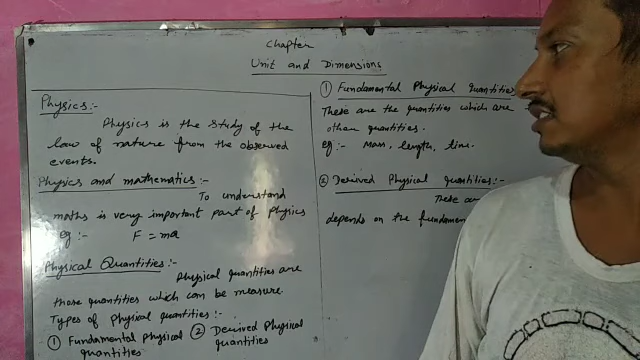 Chapter
Unit and Dimensions
Physics:-
Physics is the study of the
law of nature from the observed
events.
Physics and mathematics:-
To understand
maths is very important part of Physics
eg:- F = ma
Physical Quantities:-
Physical quantities are
those quantities which can be measure.
Types of physical quantities:-
① Fundamental physical
quantities
② Derived Physical
quantities
① Fundamental Physical Quantities
These are the quantities which are
other quantities.
eg:- Mass, length, time.
② Derived Physical quantities:-
These are
depends on the fundamen